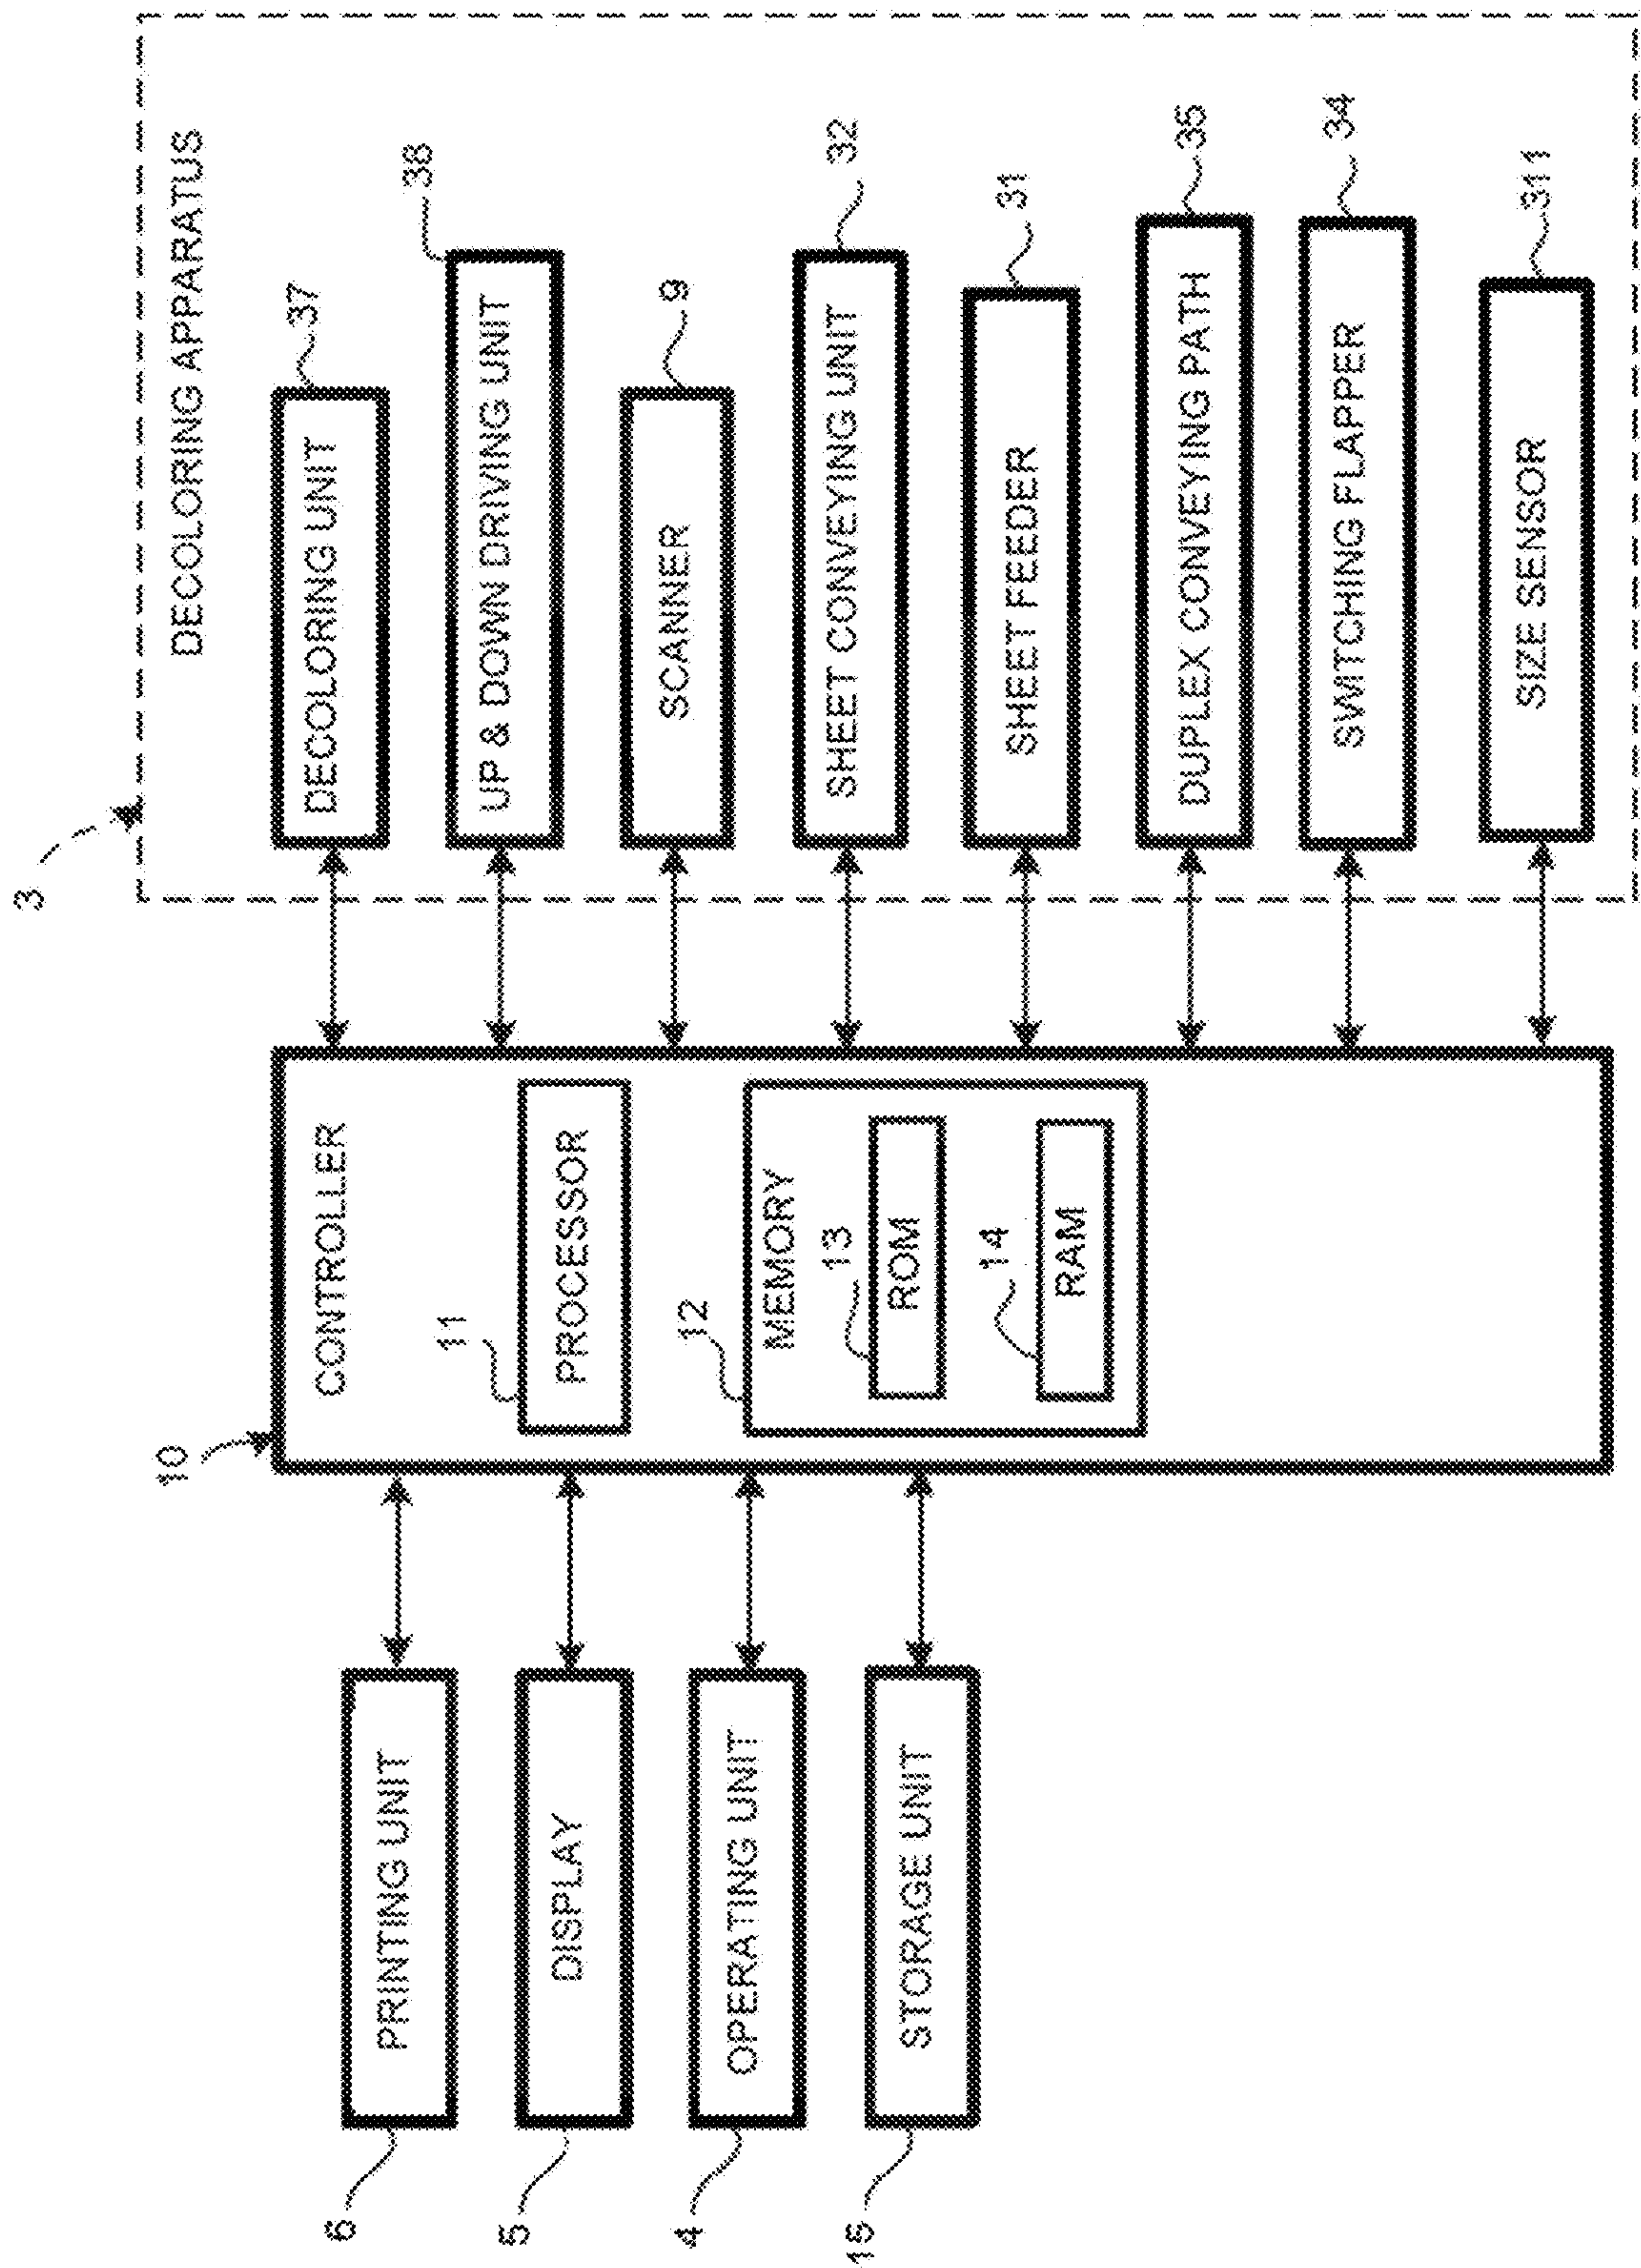 3
DECOLORING APPARATUS
10
CONTROLLER
6
PRINTING UNIT
DECOLORING UNIT
37
5
DISPLAY
11
PROCESSOR
UP & DOWN DRIVING UNIT
38
4
OPERATING UNIT
12
MEMORY
SCANNER
9
15
STORAGE UNIT
13
ROM
SHEET CONVEYING UNIT
32
14
RAM
SHEET FEEDER
31
DUPLEX CONVEYING PATH
35
SWITCHING FLAPPER
34
SIZE SENSOR
311